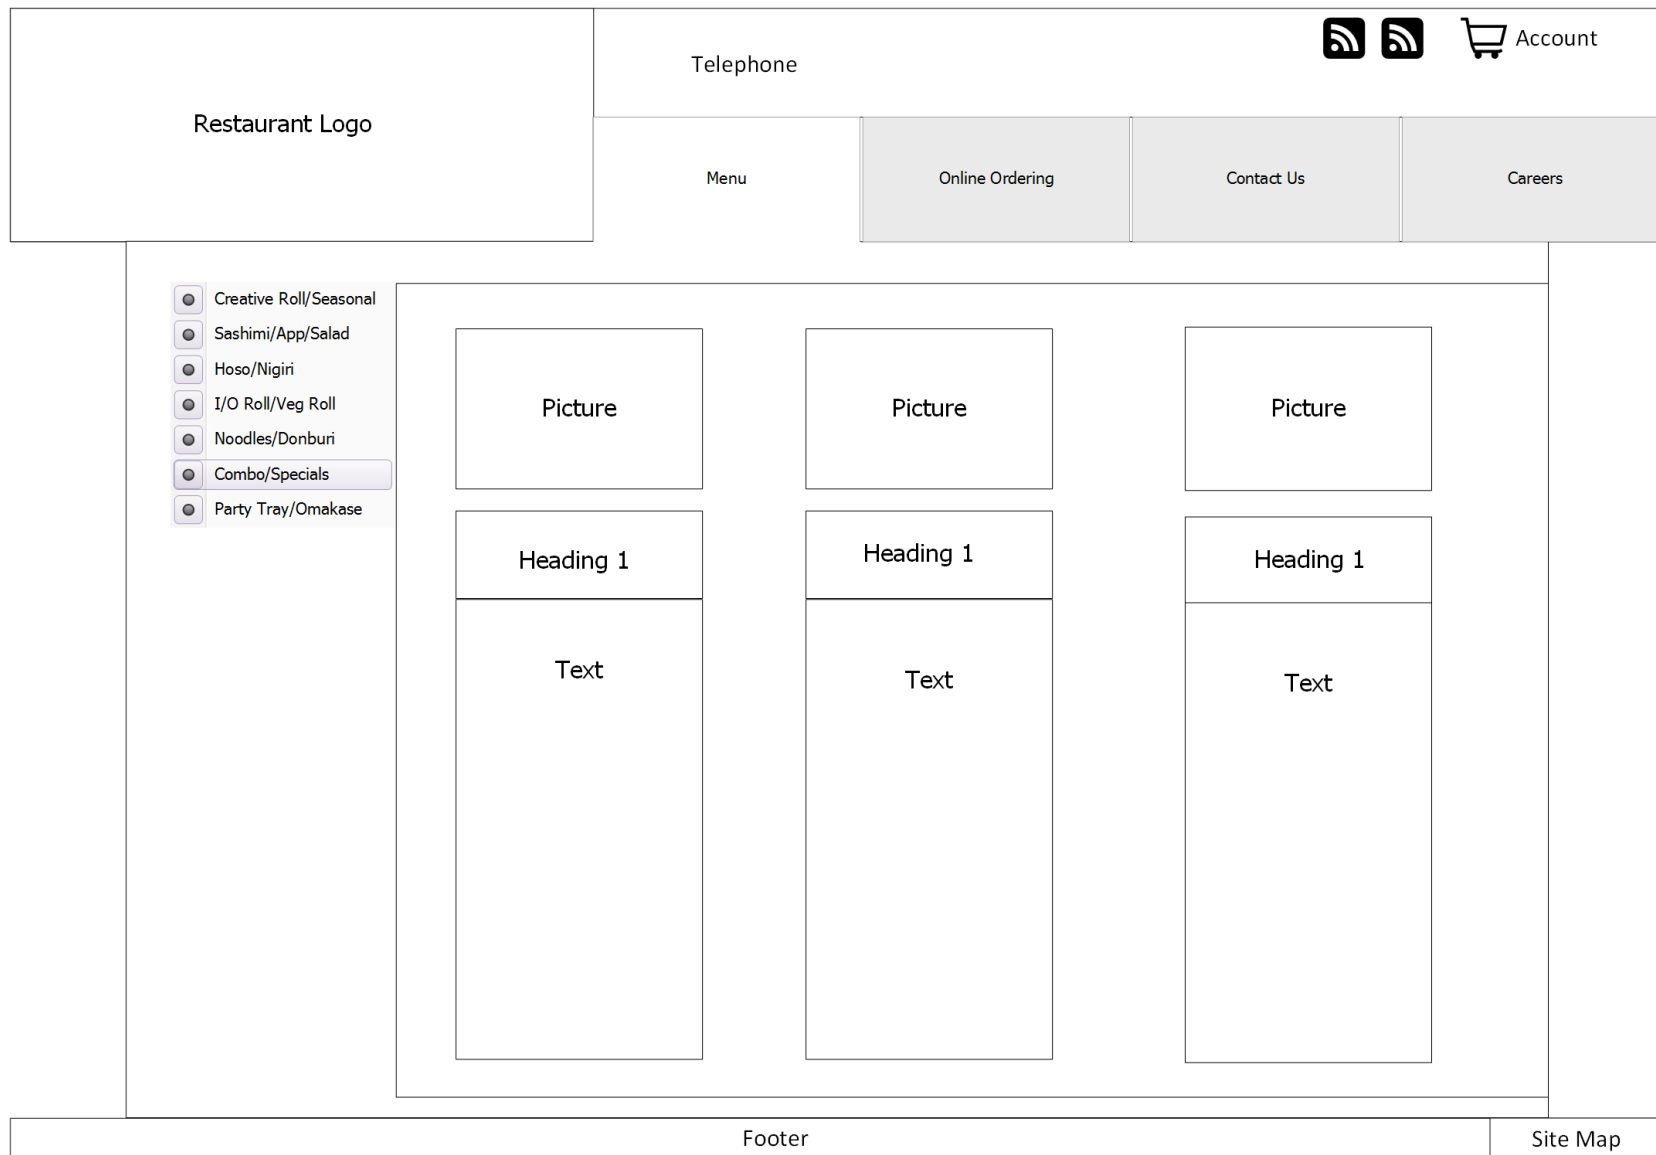 Telephone
Account
Restaurant Logo
Menu
Online Ordering
Contact Us
Careers
Creative Roll/Seasonal
Sashimi/App/Salad
Hoso/Nigiri
I/O Roll/Veg Roll
Noodles/Donburi
Combo/Specials
Party Tray/Omakase
Picture
Picture
Picture
Heading 1
Heading 1
Heading 1
Text
Text
Text
Footer
Site Map